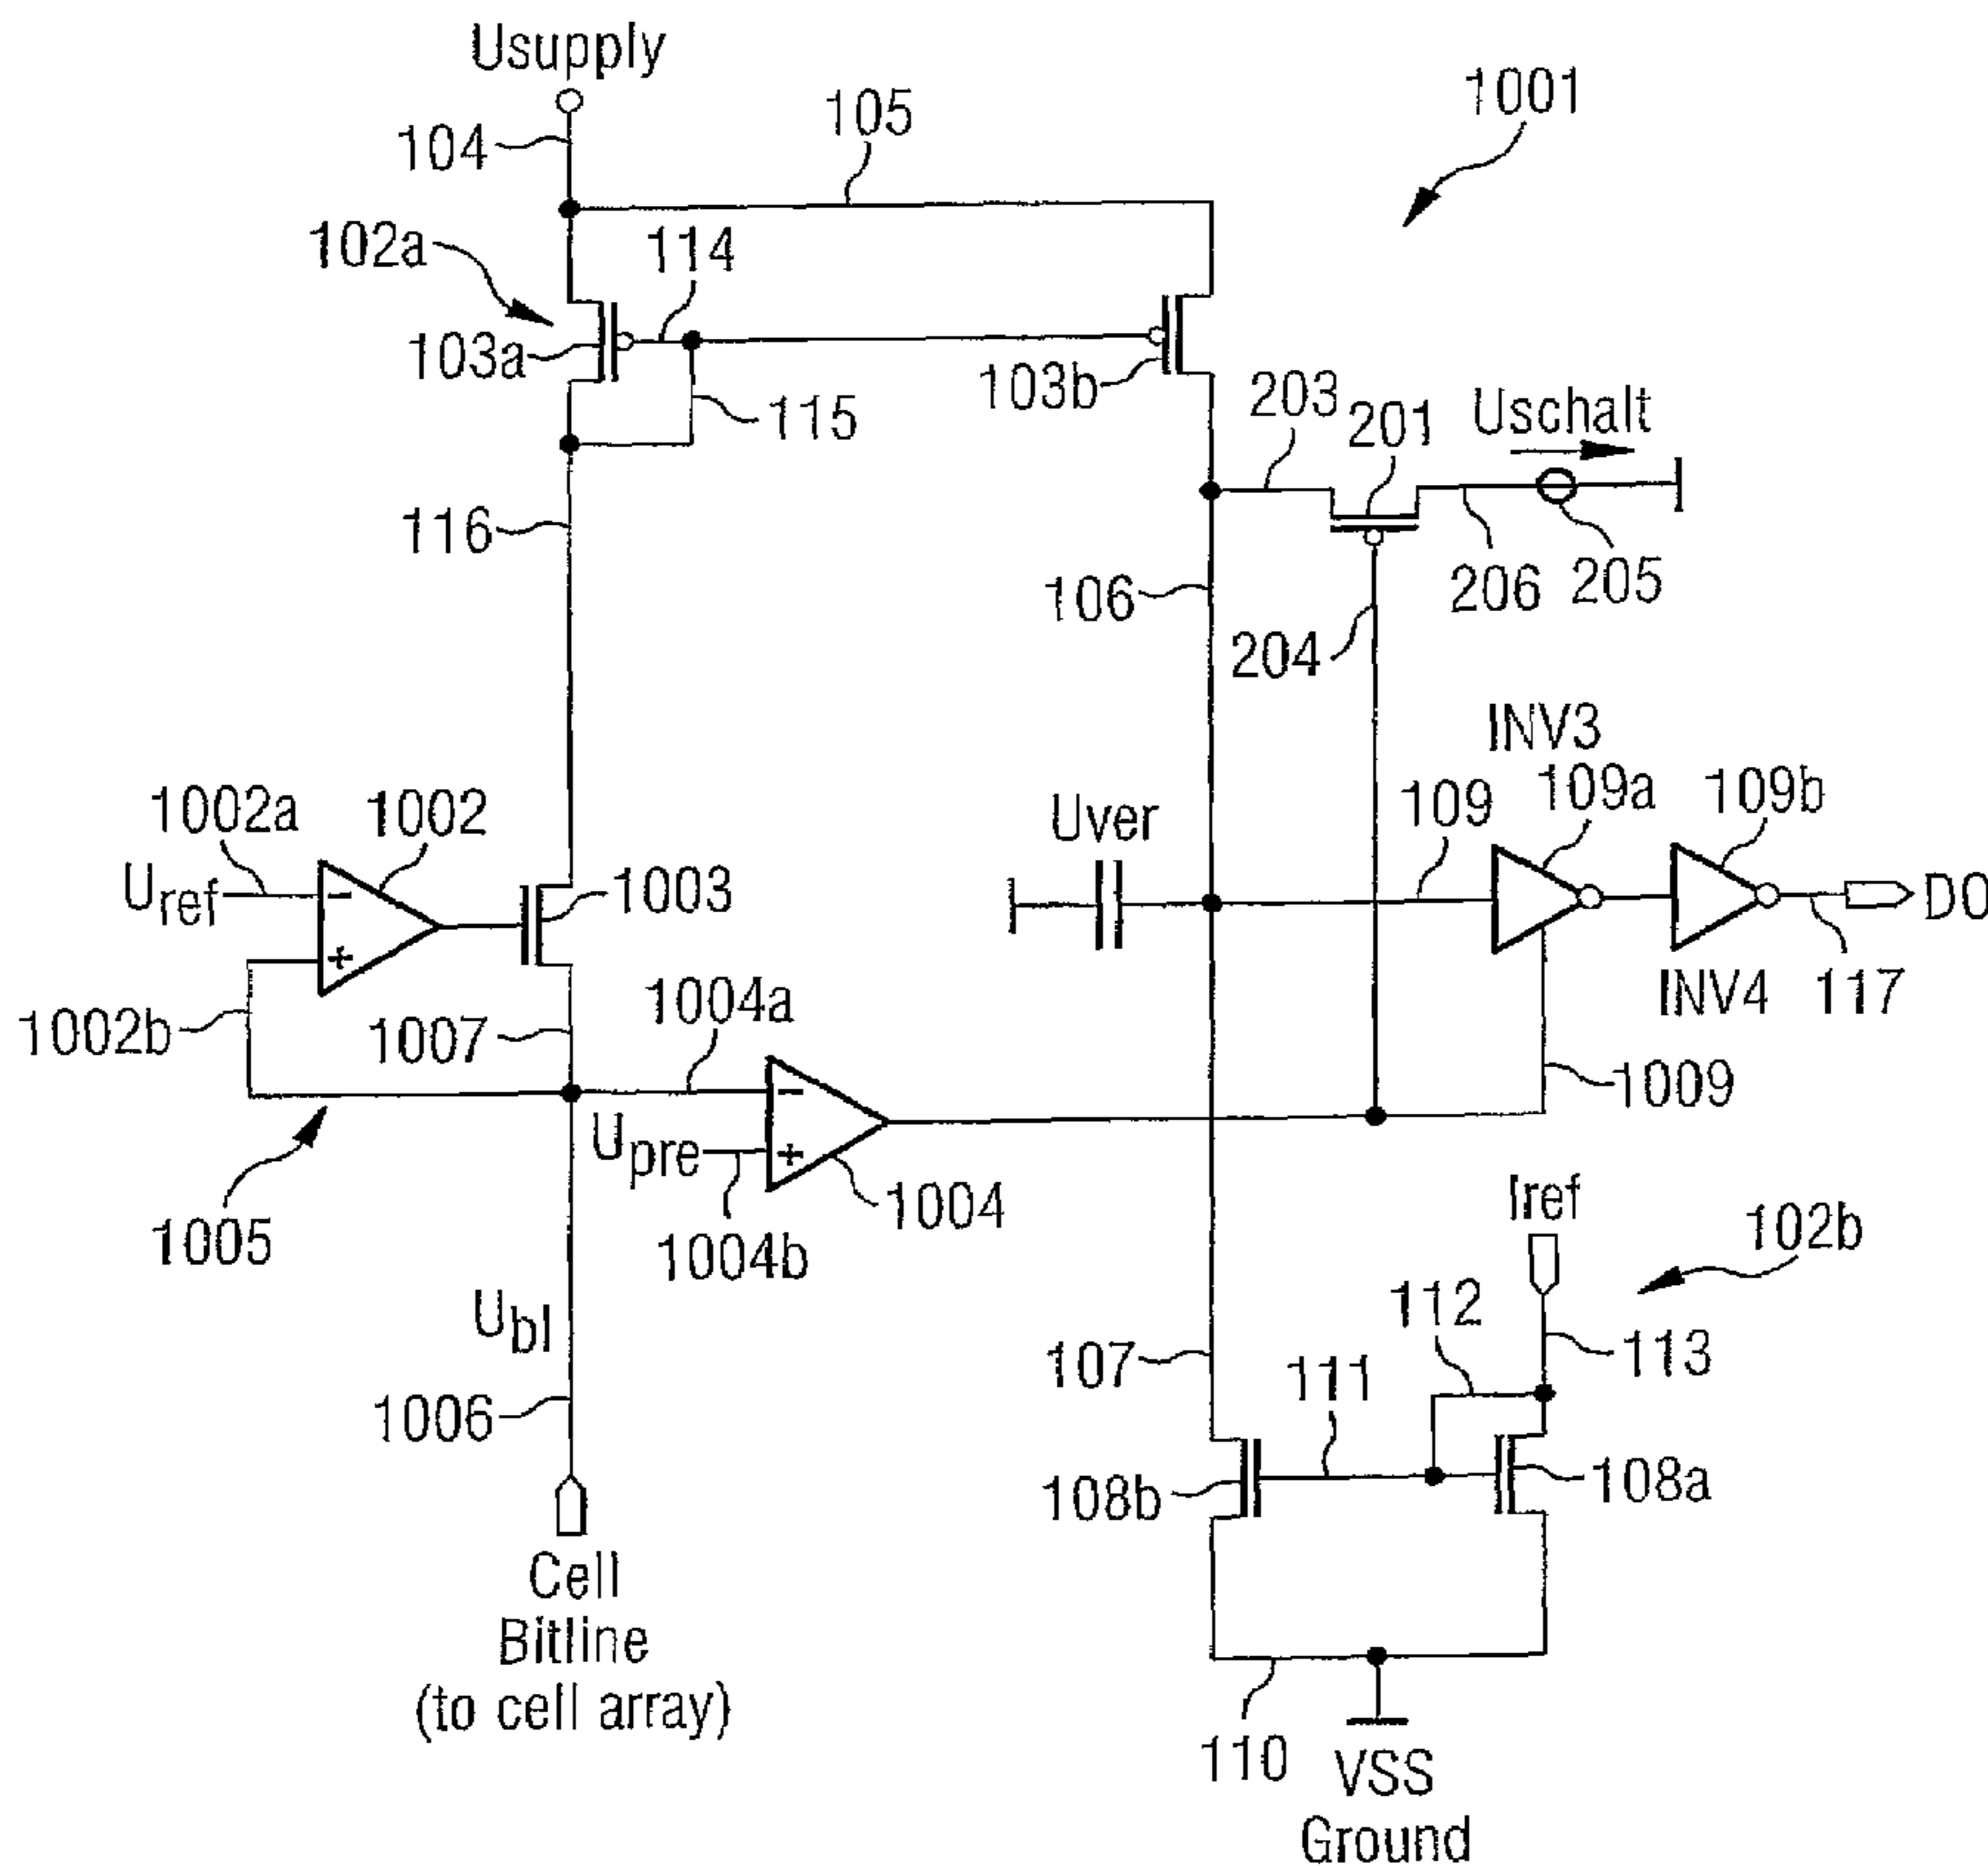 Usupply
1001
104
105
102a
114
103a
103b
115
203
201
Uschalt
116
106
206
205
204
INV3
1002a
1002
Uver
109
109a
109b
Uref
1003
DO
1002b
1007
1004a
INV4
117
1009
Upre
1004
1005
1004b
Iref
102b
Ubl
112
113
1006
107
111
108b
108a
Cell
Bitline
(to cell array)
110
VSS
Ground